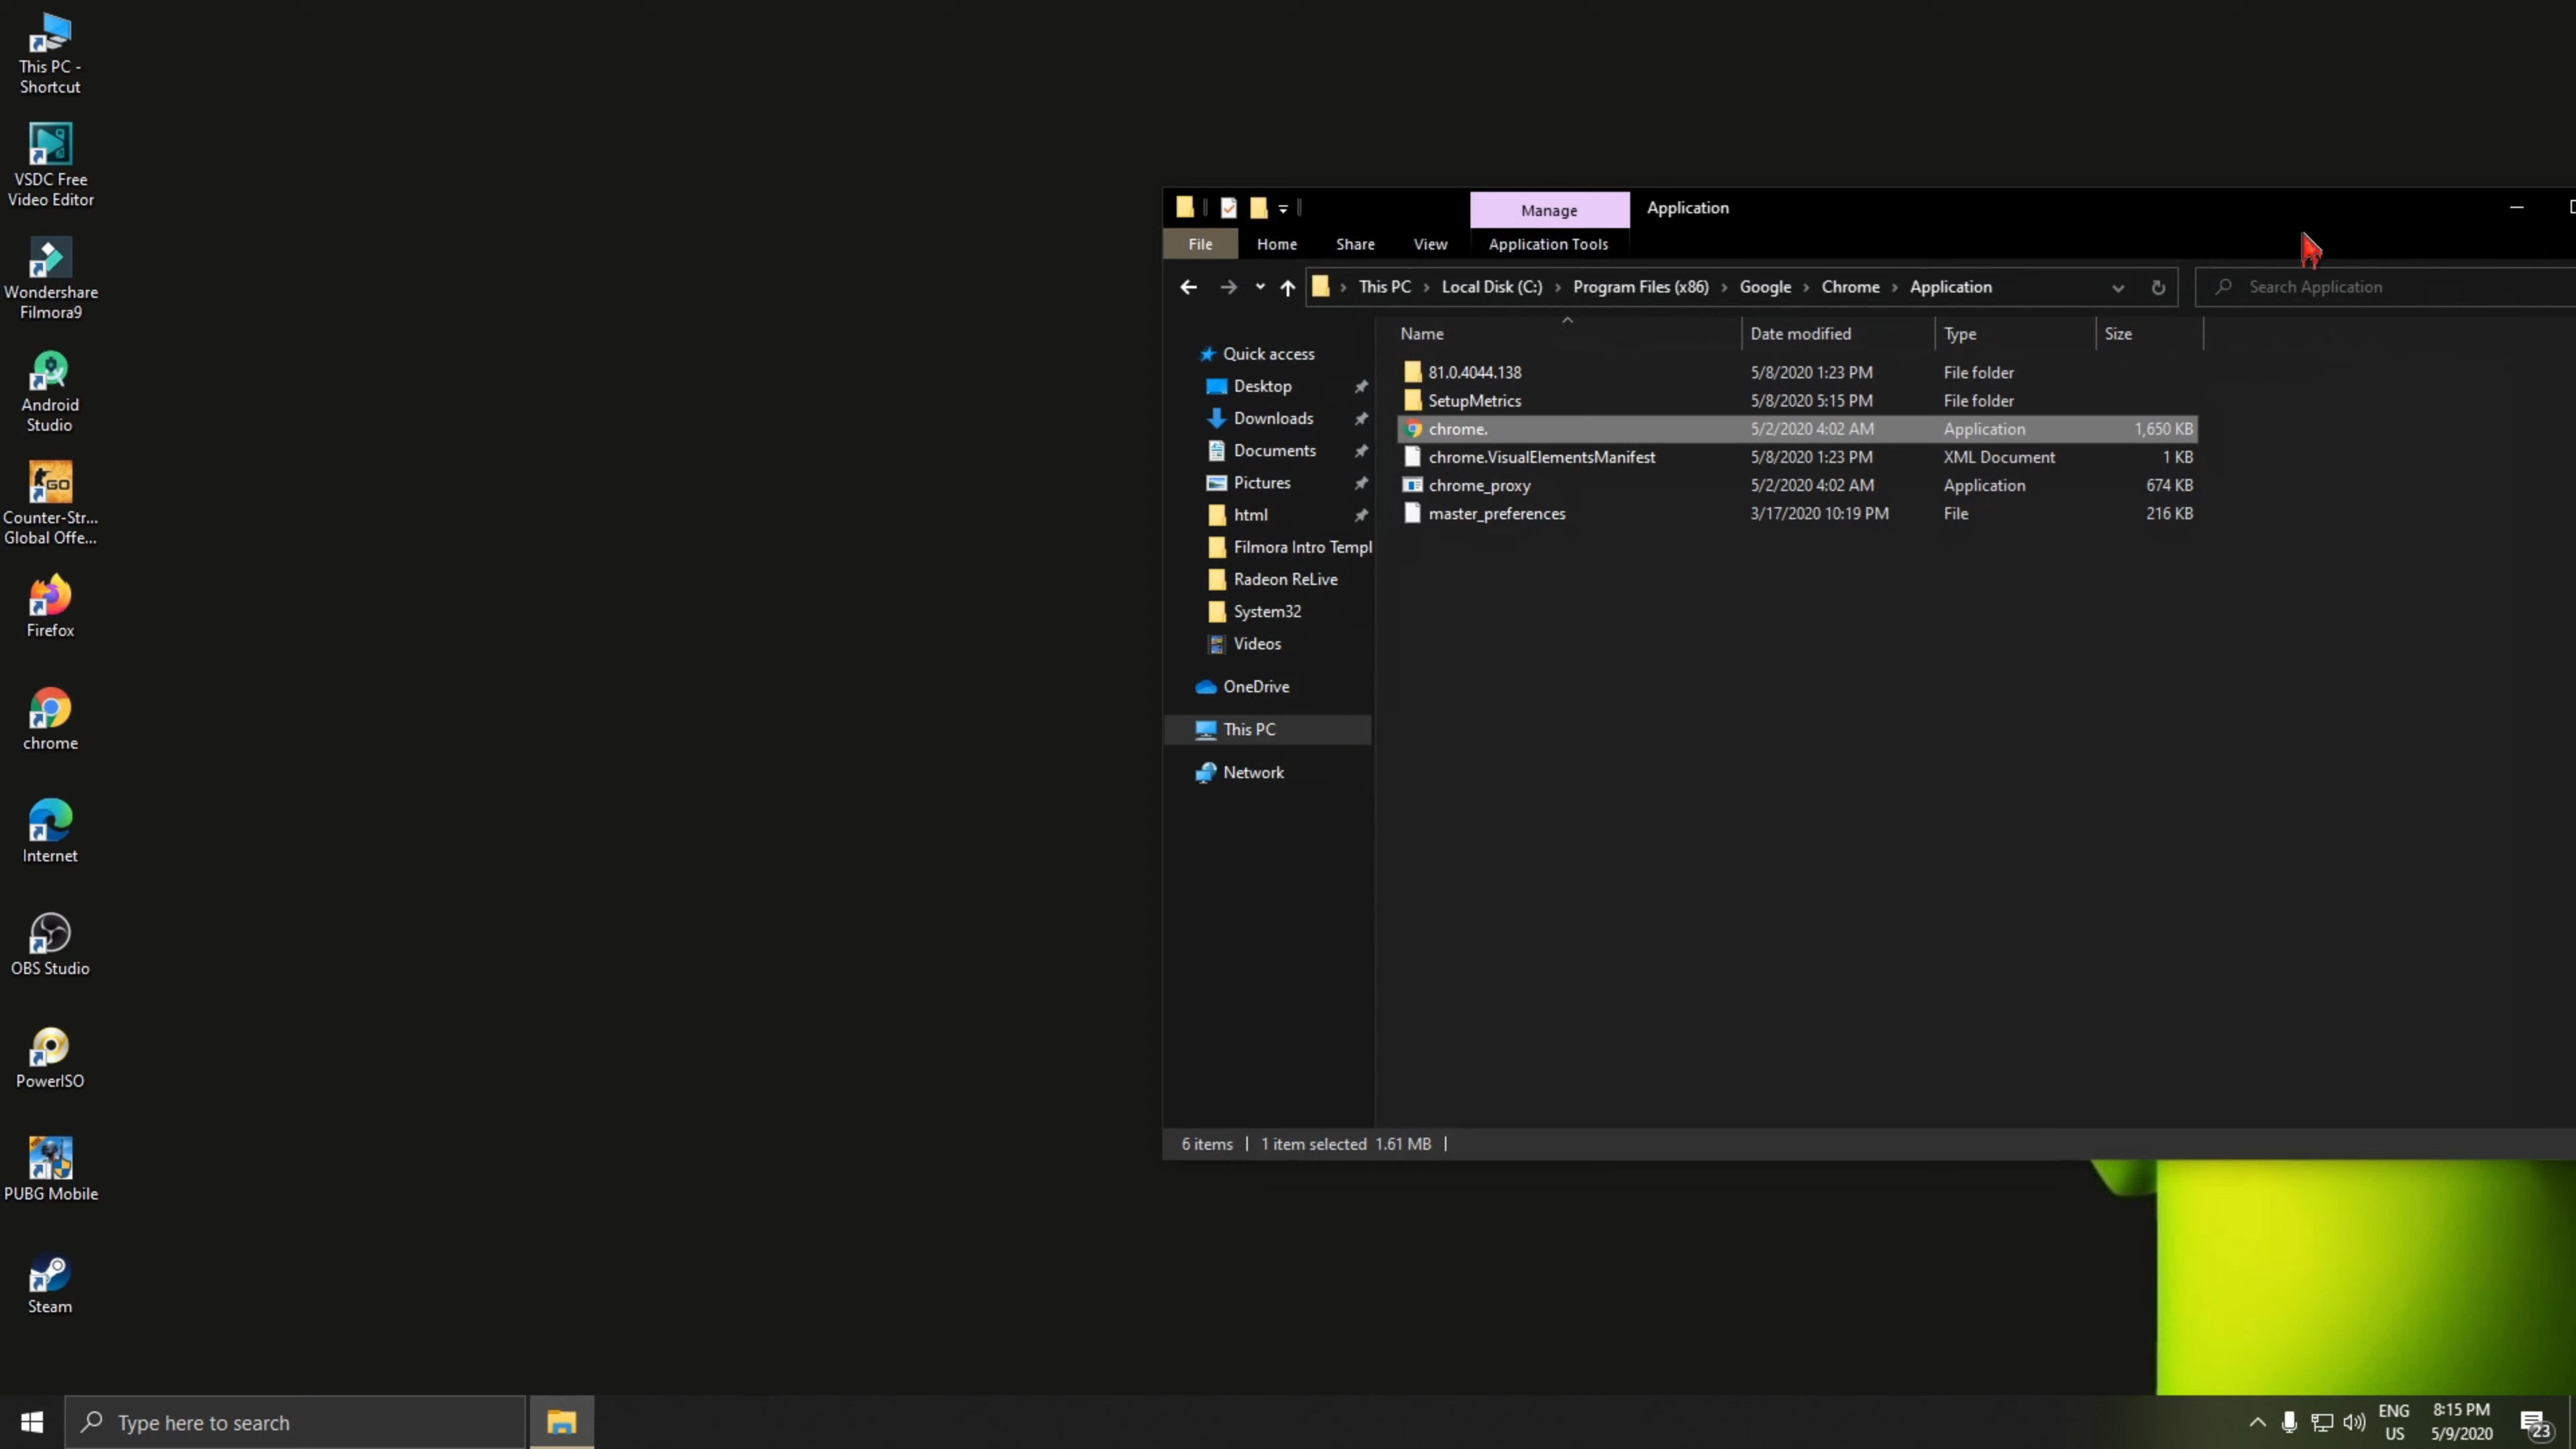 This PC -
Shortcut
VSDC Free
Video Editor
Wondershare
Filmora9
Android
Studio
GO
Counter-Str...
Global Offe...
Firefox
chrome
Internet
OBS Studio
PowerISO
PUBG Mobile
Steam
Manage
Application
File
Home
Share
View
Application Tools
This PC
Local Disk (C:)
Program Files (x86)
Google
Chrome
Application
Search Application
Name
Date modified
Type
Size
Quick access
Desktop
Downloads
Documents
Pictures
html
Filmora Intro Templ
Radeon ReLive
System32
Videos
OneDrive
This PC
Network
81.0.4044.138 5/8/2020 1:23 PM File folder
SetupMetrics 5/8/2020 5:15 PM File folder
chrome. 5/2/2020 4:02 AM Application 1,650 KB
chrome.VisualElementsManifest 5/8/2020 1:23 PM XML Document 1 KB
chrome_proxy 5/2/2020 4:02 AM Application 674 KB
master_preferences 3/17/2020 10:19 PM File 216 KB
6 items 1 item selected 1.61 MB
Type here to search
ENG
US
8:15 PM
5/9/2020
23